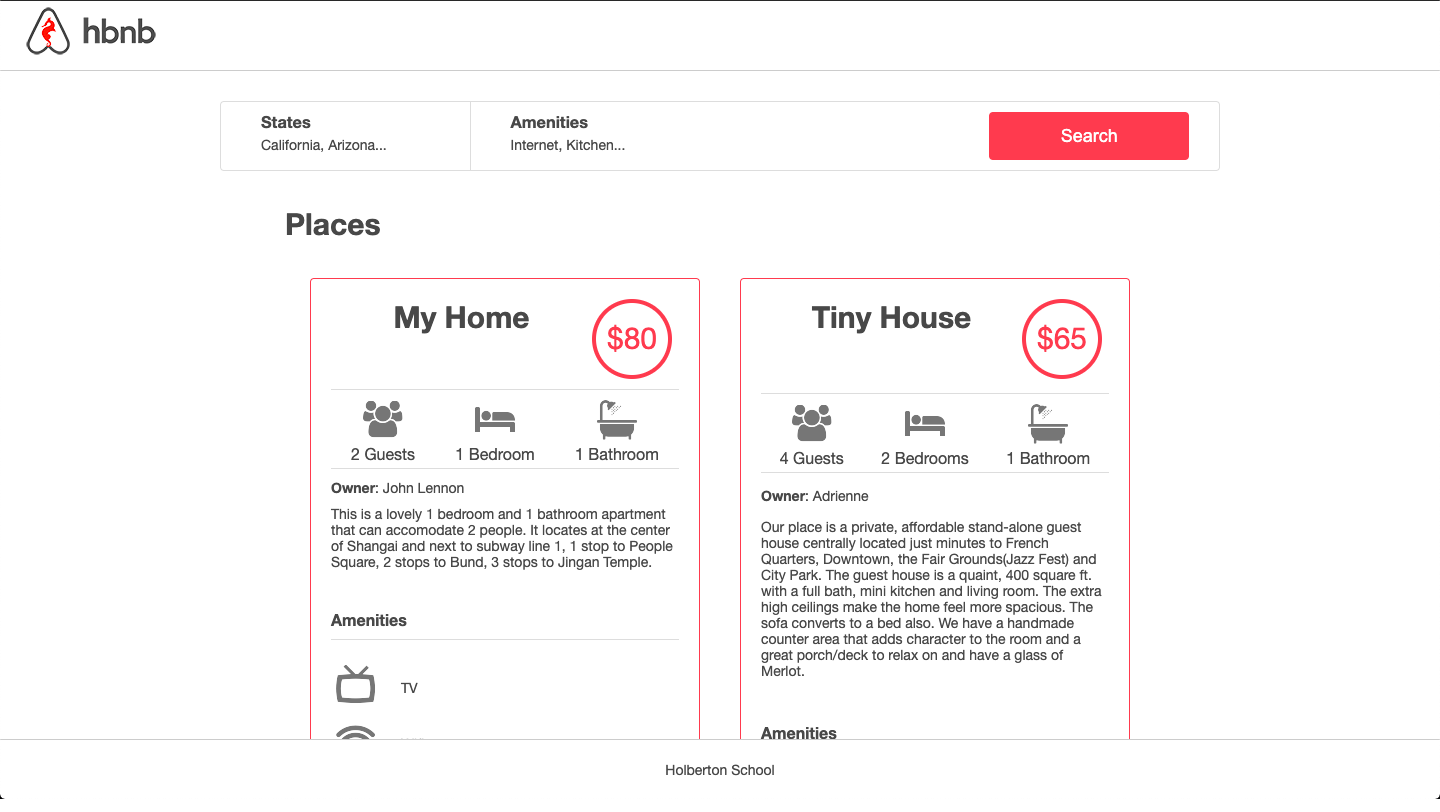 hbnb
States
California, Arizona...
Amenities
Internet, Kitchen...
Search
Places
My Home
$80
2 Guests
1 Bedroom
1 Bathroom
Owner: John Lennon
This is a lovely 1 bedroom and 1 bathroom apartment
that can accomodate 2 people. It locates at the center
of Shangai and next to subway line 1, 1 stop to People
Square, 2 stops to Bund, 3 stops to Jingan Temple.
Amenities
TV
Tiny House
$65
4 Guests
2 Bedrooms
1 Bathroom
Owner: Adrienne
Our place is a private, affordable stand-alone guest
house centrally located just minutes to French
Quarters, Downtown, the Fair Grounds(Jazz Fest) and
City Park. The guest house is a quaint, 400 square ft.
with a full bath, mini kitchen and living room. The extra
high ceilings make the home feel more spacious. The
sofa converts to a bed also. We have a handmade
counter area that adds character to the room and a
great porch/deck to relax on and have a glass of
Merlot.
Amenities
Holberton School